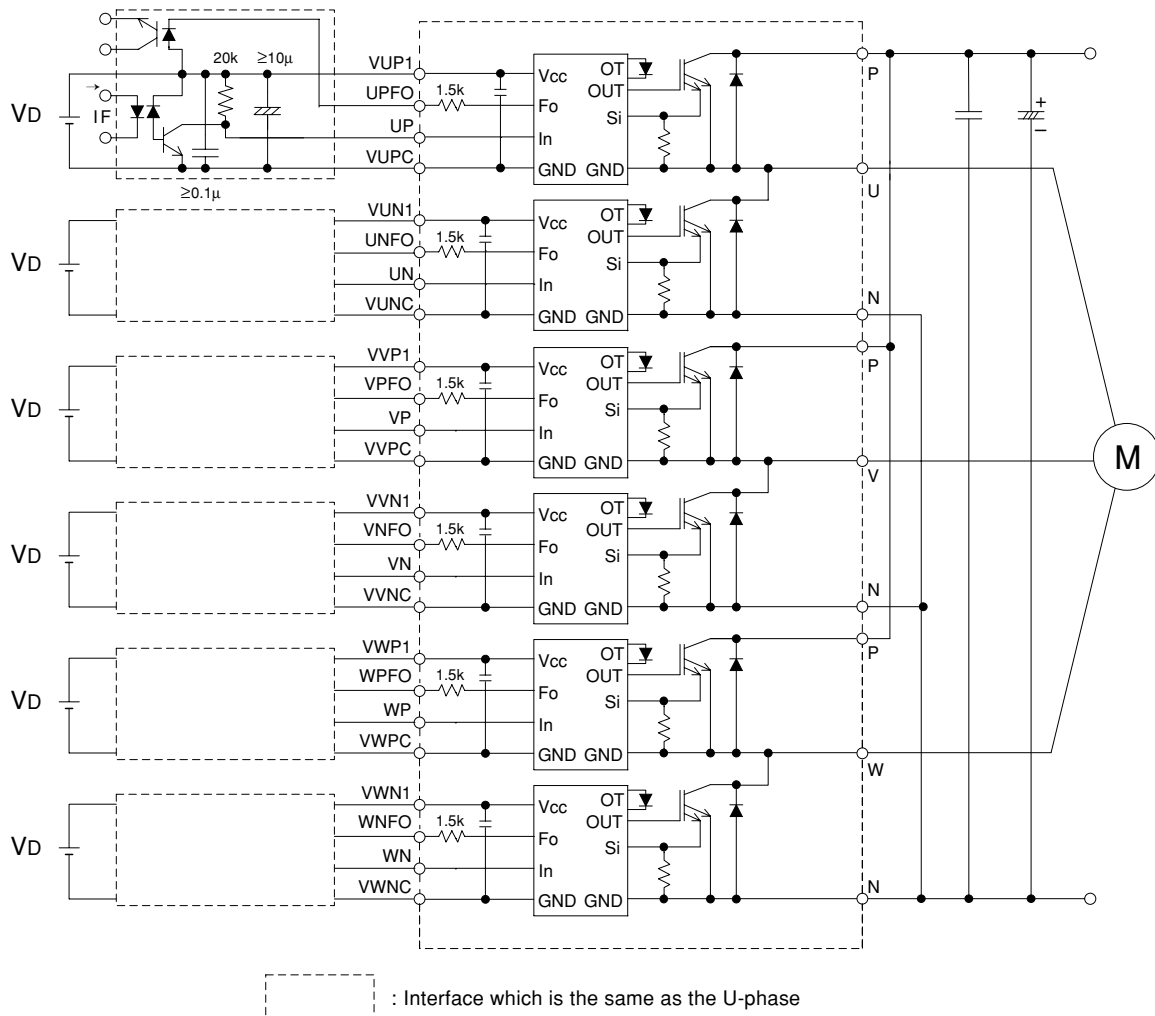 20k ≥10μ
VD
IF
≥0.1μ
VUP1
UPFO 1.5k
UP
VUPC
Vcc
Fo
In
GND GND
OT
OUT
Si
P
U
+
–
VD
VUN1
UNFO 1.5k
UN
VUNC
Vcc
Fo
In
GND GND
OT
OUT
Si
N
VD
VVP1
VPFO 1.5k
VP
VVPC
Vcc
Fo
In
GND GND
OT
OUT
Si
P
V
M
VD
VVN1
VNFO 1.5k
VN
VVNC
Vcc
Fo
In
GND GND
OT
OUT
Si
N
VD
VWP1
WPFO 1.5k
WP
VWPC
Vcc
Fo
In
GND GND
OT
OUT
Si
P
W
VD
VWN1
WNFO 1.5k
WN
VWNC
Vcc
Fo
In
GND GND
OT
OUT
Si
N
: Interface which is the same as the U-phase